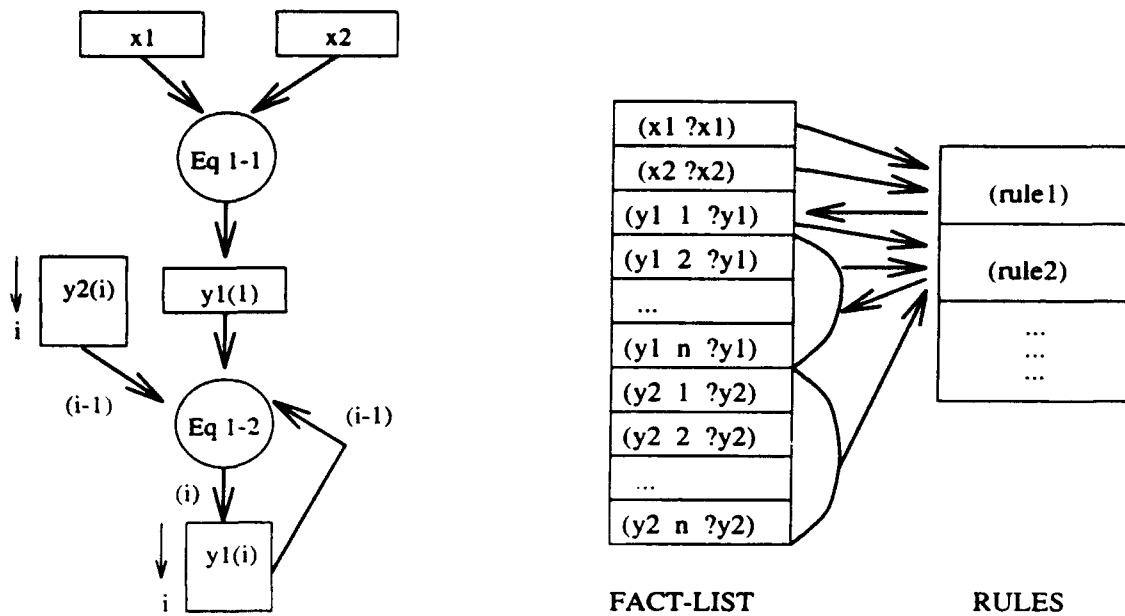 x1
x2
Eq 1-1
y2(i)
i
y1(1)
(i-1)
Eq 1-2
(i-1)
(i)
y1(i)
i
(x1 ?x1)
(x2 ?x2)
(y1 1 ?y1)
(y1 2 ?y1)
...
(y1 n ?y1)
(y2 1 ?y2)
(y2 2 ?y2)
...
(y2 n ?y2)
FACT-LIST
(rule1)
(rule2)
...
...
...
RULES